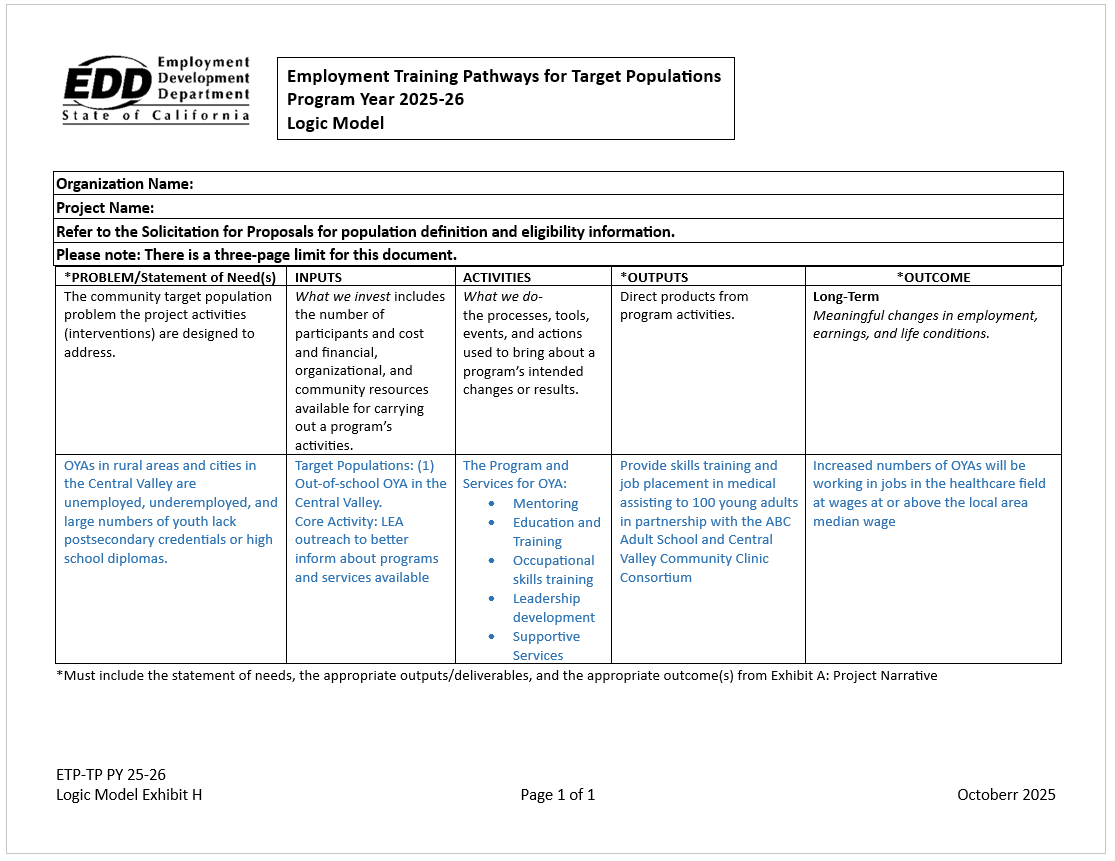 EDD
Employment
Development
Department
State of California
Employment Training Pathways for Target Populations
Program Year 2025-26
Logic Model
Organization Name:
Project Name:
Refer to the Solicitation for Proposals for population definition and eligibility information.
Please note: There is a three-page limit for this document.
*PROBLEM/Statement of Need(s)
The community target population
problem the project activities
(interventions) are designed to
address.
INPUTS
What we invest includes
the number of
participants and cost
and financial,
organizational, and
community resources
available for carrying
out a program's
activities.
ACTIVITIES
What we do-
the processes, tools,
events, and actions
used to bring about a
program's intended
changes or results.
*OUTPUTS
Direct products from
program activities.
*OUTCOME
Long-Term
Meaningful changes in employment,
earnings, and life conditions.
OYAs in rural areas and cities in
the Central Valley are
unemployed, underemployed, and
large numbers of youth lack
postsecondary credentials or high
school diplomas.
Target Populations: (1)
Out-of-school OYA in the
Central Valley.
Core Activity: LEA
outreach to better
inform about programs
and services available
The Program and
Services for OYA:
• Mentoring
• Education and
Training
• Occupational
skills training
• Leadership
development
• Supportive
Services
Provide skills training and
job placement in medical
assisting to 100 young adults
in partnership with the ABC
Adult School and Central
Valley Community Clinic
Consortium
Increased numbers of OYAs will be
working in jobs in the healthcare field
at wages at or above the local area
median wage
*Must include the statement of needs, the appropriate outputs/deliverables, and the appropriate outcome(s) from Exhibit A: Project Narrative
ETP-TP PY 25-26
Logic Model Exhibit H
Page 1 of 1
Octoberr 2025